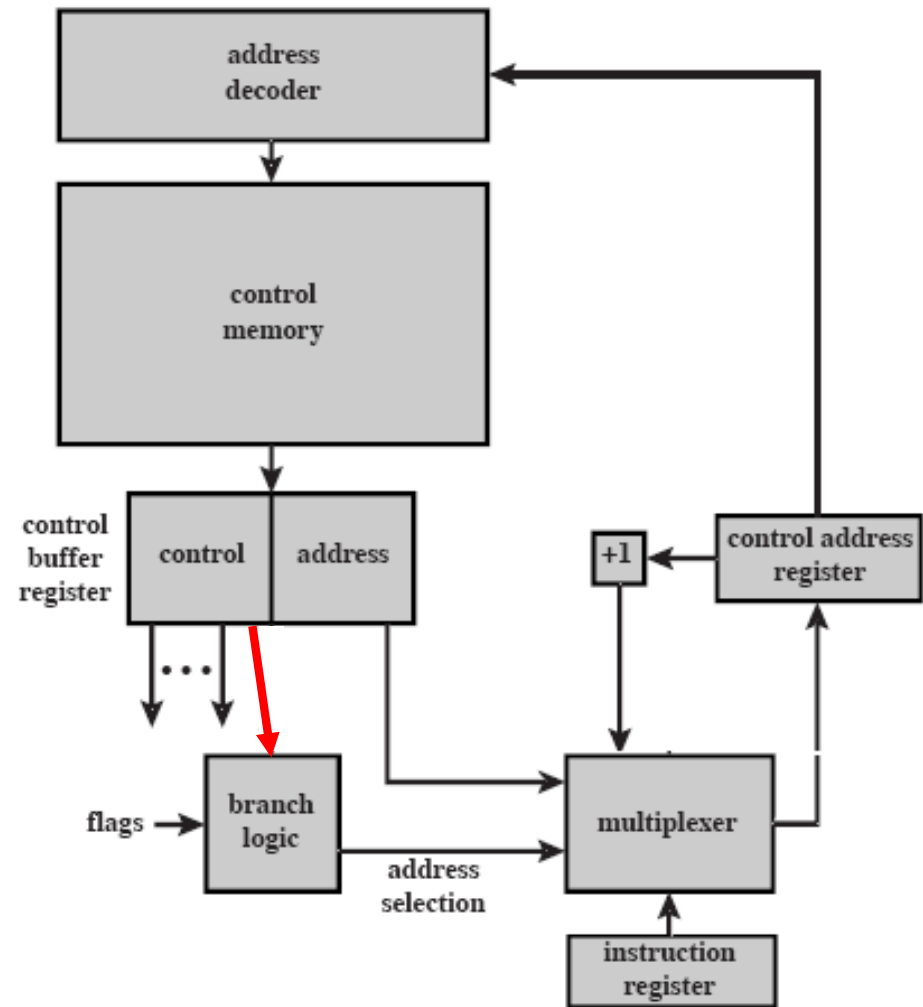 address
decoder
control
memory
control
buffer
register
control
address
+1
control address
register
flags
branch
logic
address
selection
multiplexer
instruction
register